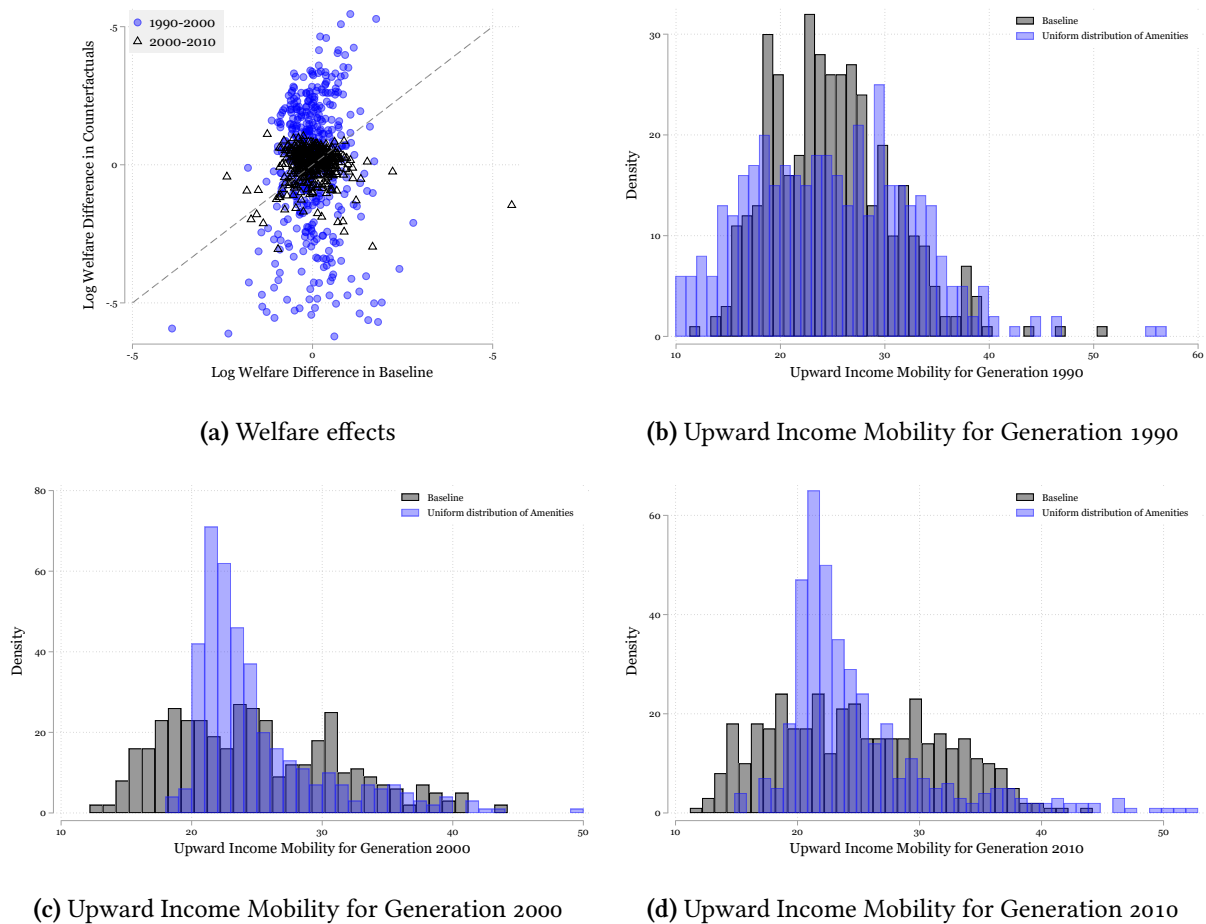 1990-2000
2000-2010
Log Welfare Difference in Counterfactuals
-5
0
-5
-5
0
-5
Log Welfare Difference in Baseline
(a) Welfare effects
Baseline
Uniform distribution of Amenities
Density
30
20
10
0
10
20
30
40
50
60
Upward Income Mobility for Generation 1990
(b) Upward Income Mobility for Generation 1990
Baseline
Uniform distribution of Amenities
Density
80
60
40
20
0
10
20
30
40
50
Upward Income Mobility for Generation 2000
(c) Upward Income Mobility for Generation 2000
Baseline
Uniform distribution of Amenities
Density
60
40
20
0
10
20
30
40
50
Upward Income Mobility for Generation 2010
(d) Upward Income Mobility for Generation 2010